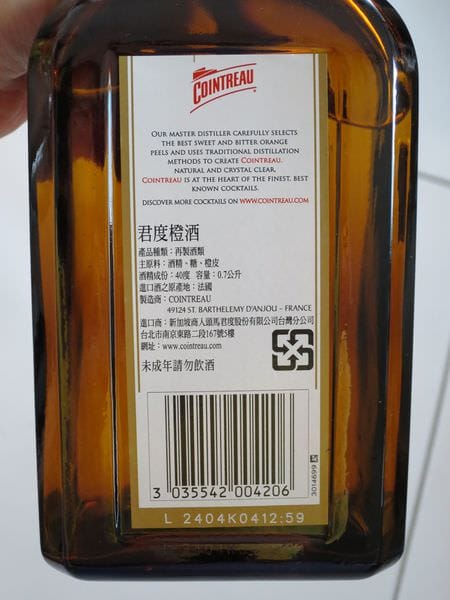 COINTREAU
OUR MASTER DISTILLER CAREFULLY SELECTS
THE BEST SWEET AND BITTER ORANGE
PEELS AND USES TRADITIONAL DISTILLATION
METHODS TO CREATE COINTREAU.
NATURAL AND CRYSTAL CLEAR,
COINTREAU IS AT THE HEART OF THE FINEST, BEST
KNOWN COCKTAILS.
DISCOVER MORE COCKTAILS ON WWW.COINTREAU.COM
君度橙酒
產品種類：再製酒類
主原料：酒精、糖、橙皮
酒精成份：40度 容量：0.7公升
進口酒之原產地：法國
製造商：COINTREAU
49124 ST. BARTHELEMY D'ANJOU – FRANCE
進口商：新加坡商人頭馬君度股份有限公司台灣分公司
台北市南京東路二段167號5樓
網址：www.cointreau.com
未成年請勿飲酒
3 035542 004206
3014699
L 2404K0412:59